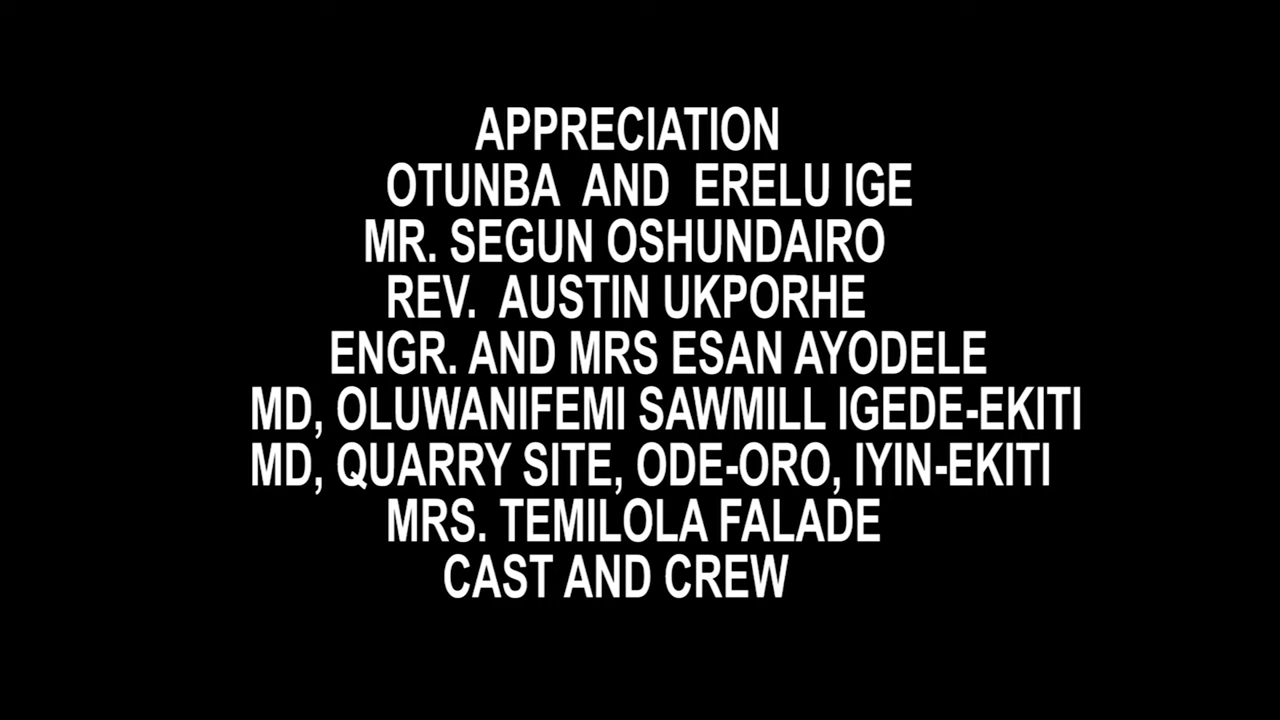 APPRECIATION
OTUNBA AND ERELU IGE
MR. SEGUN OSHUNDAIRO
REV. AUSTIN UKPORHE
ENGR. AND MRS ESAN AYODELE
MD, OLUWANIFEMI SAWMILL IGEDE-EKITI
MD, QUARRY SITE, ODE-ORO, IYIN-EKITI
MRS. TEMILOLA FALADE
CAST AND CREW